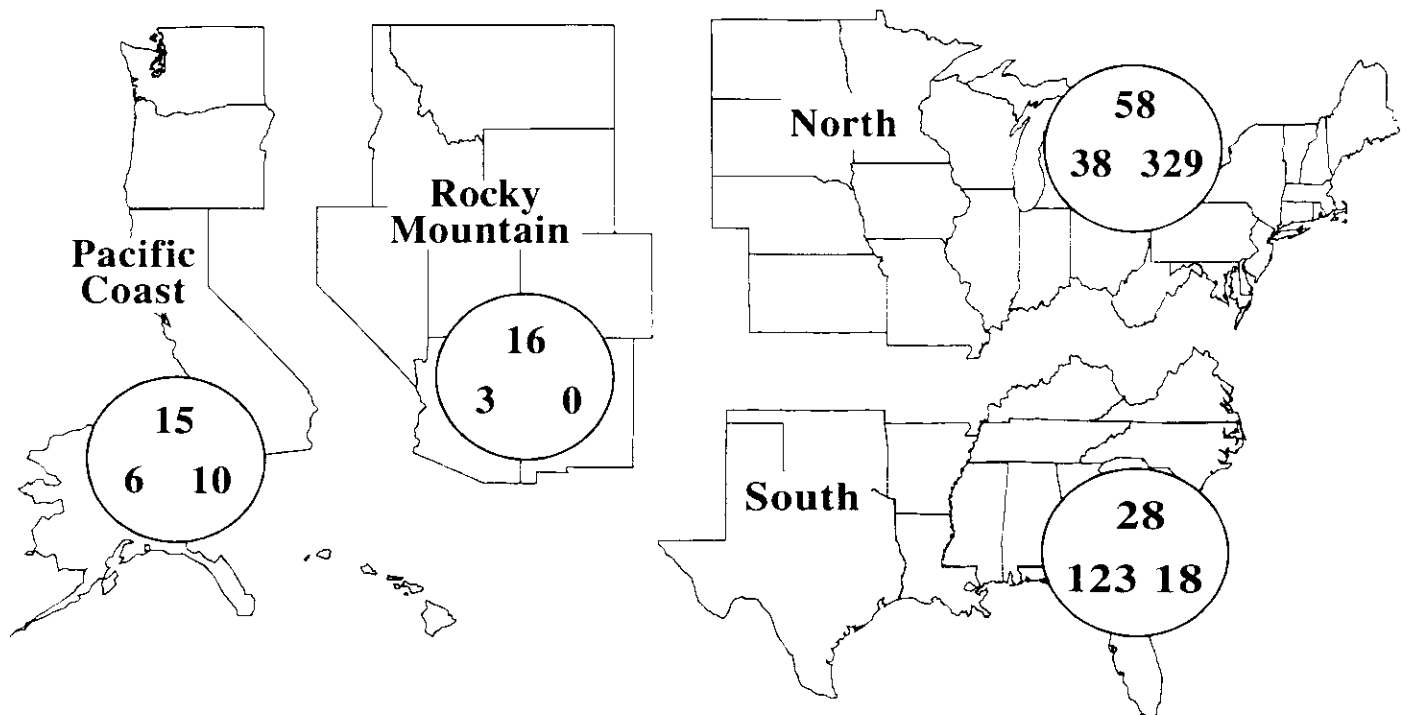 Pacific
Coast
15
6 10
Rocky
Mountain
16
3 0
North
58
38 329
South
28
123 18